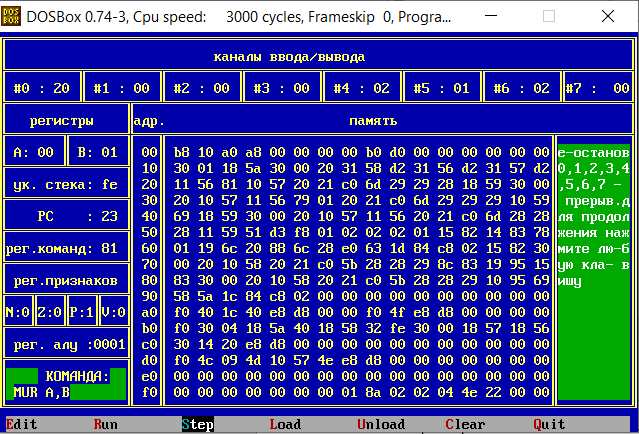 DOSBox 0.74-3, Cpu speed: 3000 cycles, Frameskip 0, Progra...
каналы ввода/вывода
#0 : 20 #1 : 00 #2 : 00 #3 : 00 #4 : 02 #5 : 01 #6 : 02 #7 : 00
регистры адр. память
A: 00 B: 01 00 b8 10 a0 a8 00 00 00 00 b0 d0 00 00 00 00 00 00 е-останов
10 30 01 18 5a 30 00 20 31 58 d2 31 56 d2 31 57 d2 0,1,2,3,4
ук. стека: fe 20 11 56 81 10 57 20 21 c0 6d 29 29 28 18 59 30 00 ,5,6,7 -
30 20 10 57 11 56 79 01 20 21 c0 6d 29 29 29 10 59 прерыв.д
PC : 23 40 69 18 59 30 00 20 10 57 11 56 20 21 c0 6d 28 28 ля продол
50 28 11 59 51 d3 f8 01 02 02 02 01 15 82 14 83 78 жения наж
рег.команд: 81 60 01 19 6c 20 88 6c 28 e0 63 1d 84 c8 02 15 82 30 мите лю-б
70 00 20 10 58 20 21 c0 5b 28 28 29 8c 83 19 95 15 ую кла- в
рег.признаков 80 83 30 00 20 10 58 20 21 c0 5b 28 28 29 10 95 69 ишу
90 58 5a 1c 84 c8 02 00 00 00 00 00 00 00 00 00 00
N:0 Z:0 P:1 V:0 a0 f0 40 1c 40 e8 d8 00 00 f0 4f e8 d8 00 00 00 00
b0 f0 30 04 18 5a 40 18 58 32 fe 30 00 18 57 18 56
рег. алу :0001 c0 30 14 20 e8 d8 00 00 00 00 00 00 00 00 00 00 00
d0 f0 4c 09 4d 10 57 4e e8 d8 00 00 00 00 00 00 00
КОМАНДА: e0 00 00 00 00 00 00 00 00 00 00 00 00 00 00 00 00
MUR A,B f0 00 00 00 00 00 00 01 8a 02 02 04 4e 22 00 00 00
Edit Run Step Load Unload Clear Quit